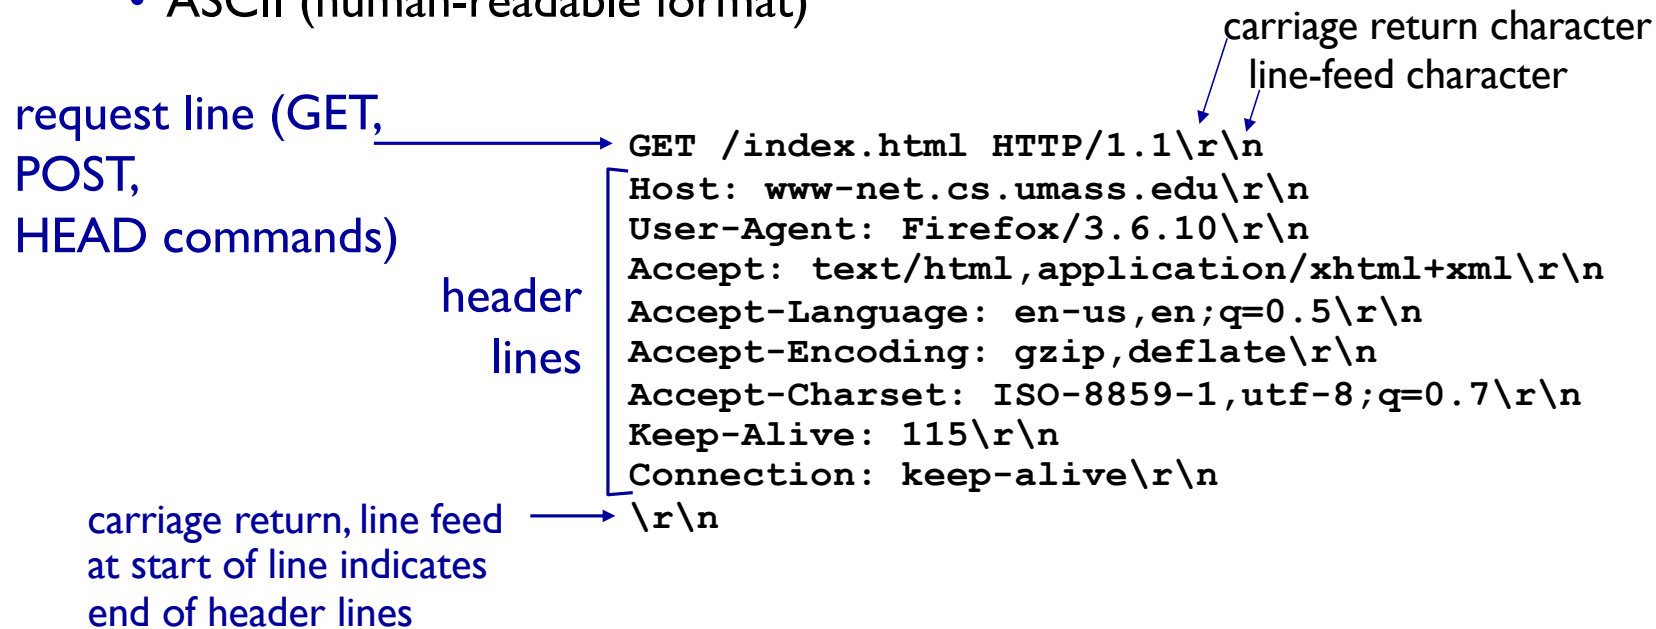 • ASCII (human-readable format)
carriage return character
line-feed character
request line (GET,
POST,
HEAD commands)
GET /index.html HTTP/1.1\r\n
Host: www-net.cs.umass.edu\r\n
User-Agent: Firefox/3.6.10\r\n
Accept: text/html,application/xhtml+xml\r\n
Accept-Language: en-us,en;q=0.5\r\n
Accept-Encoding: gzip,deflate\r\n
Accept-Charset: ISO-8859-1,utf-8;q=0.7\r\n
Keep-Alive: 115\r\n
Connection: keep-alive\r\n
\r\n
header
lines
carriage return, line feed
at start of line indicates
end of header lines